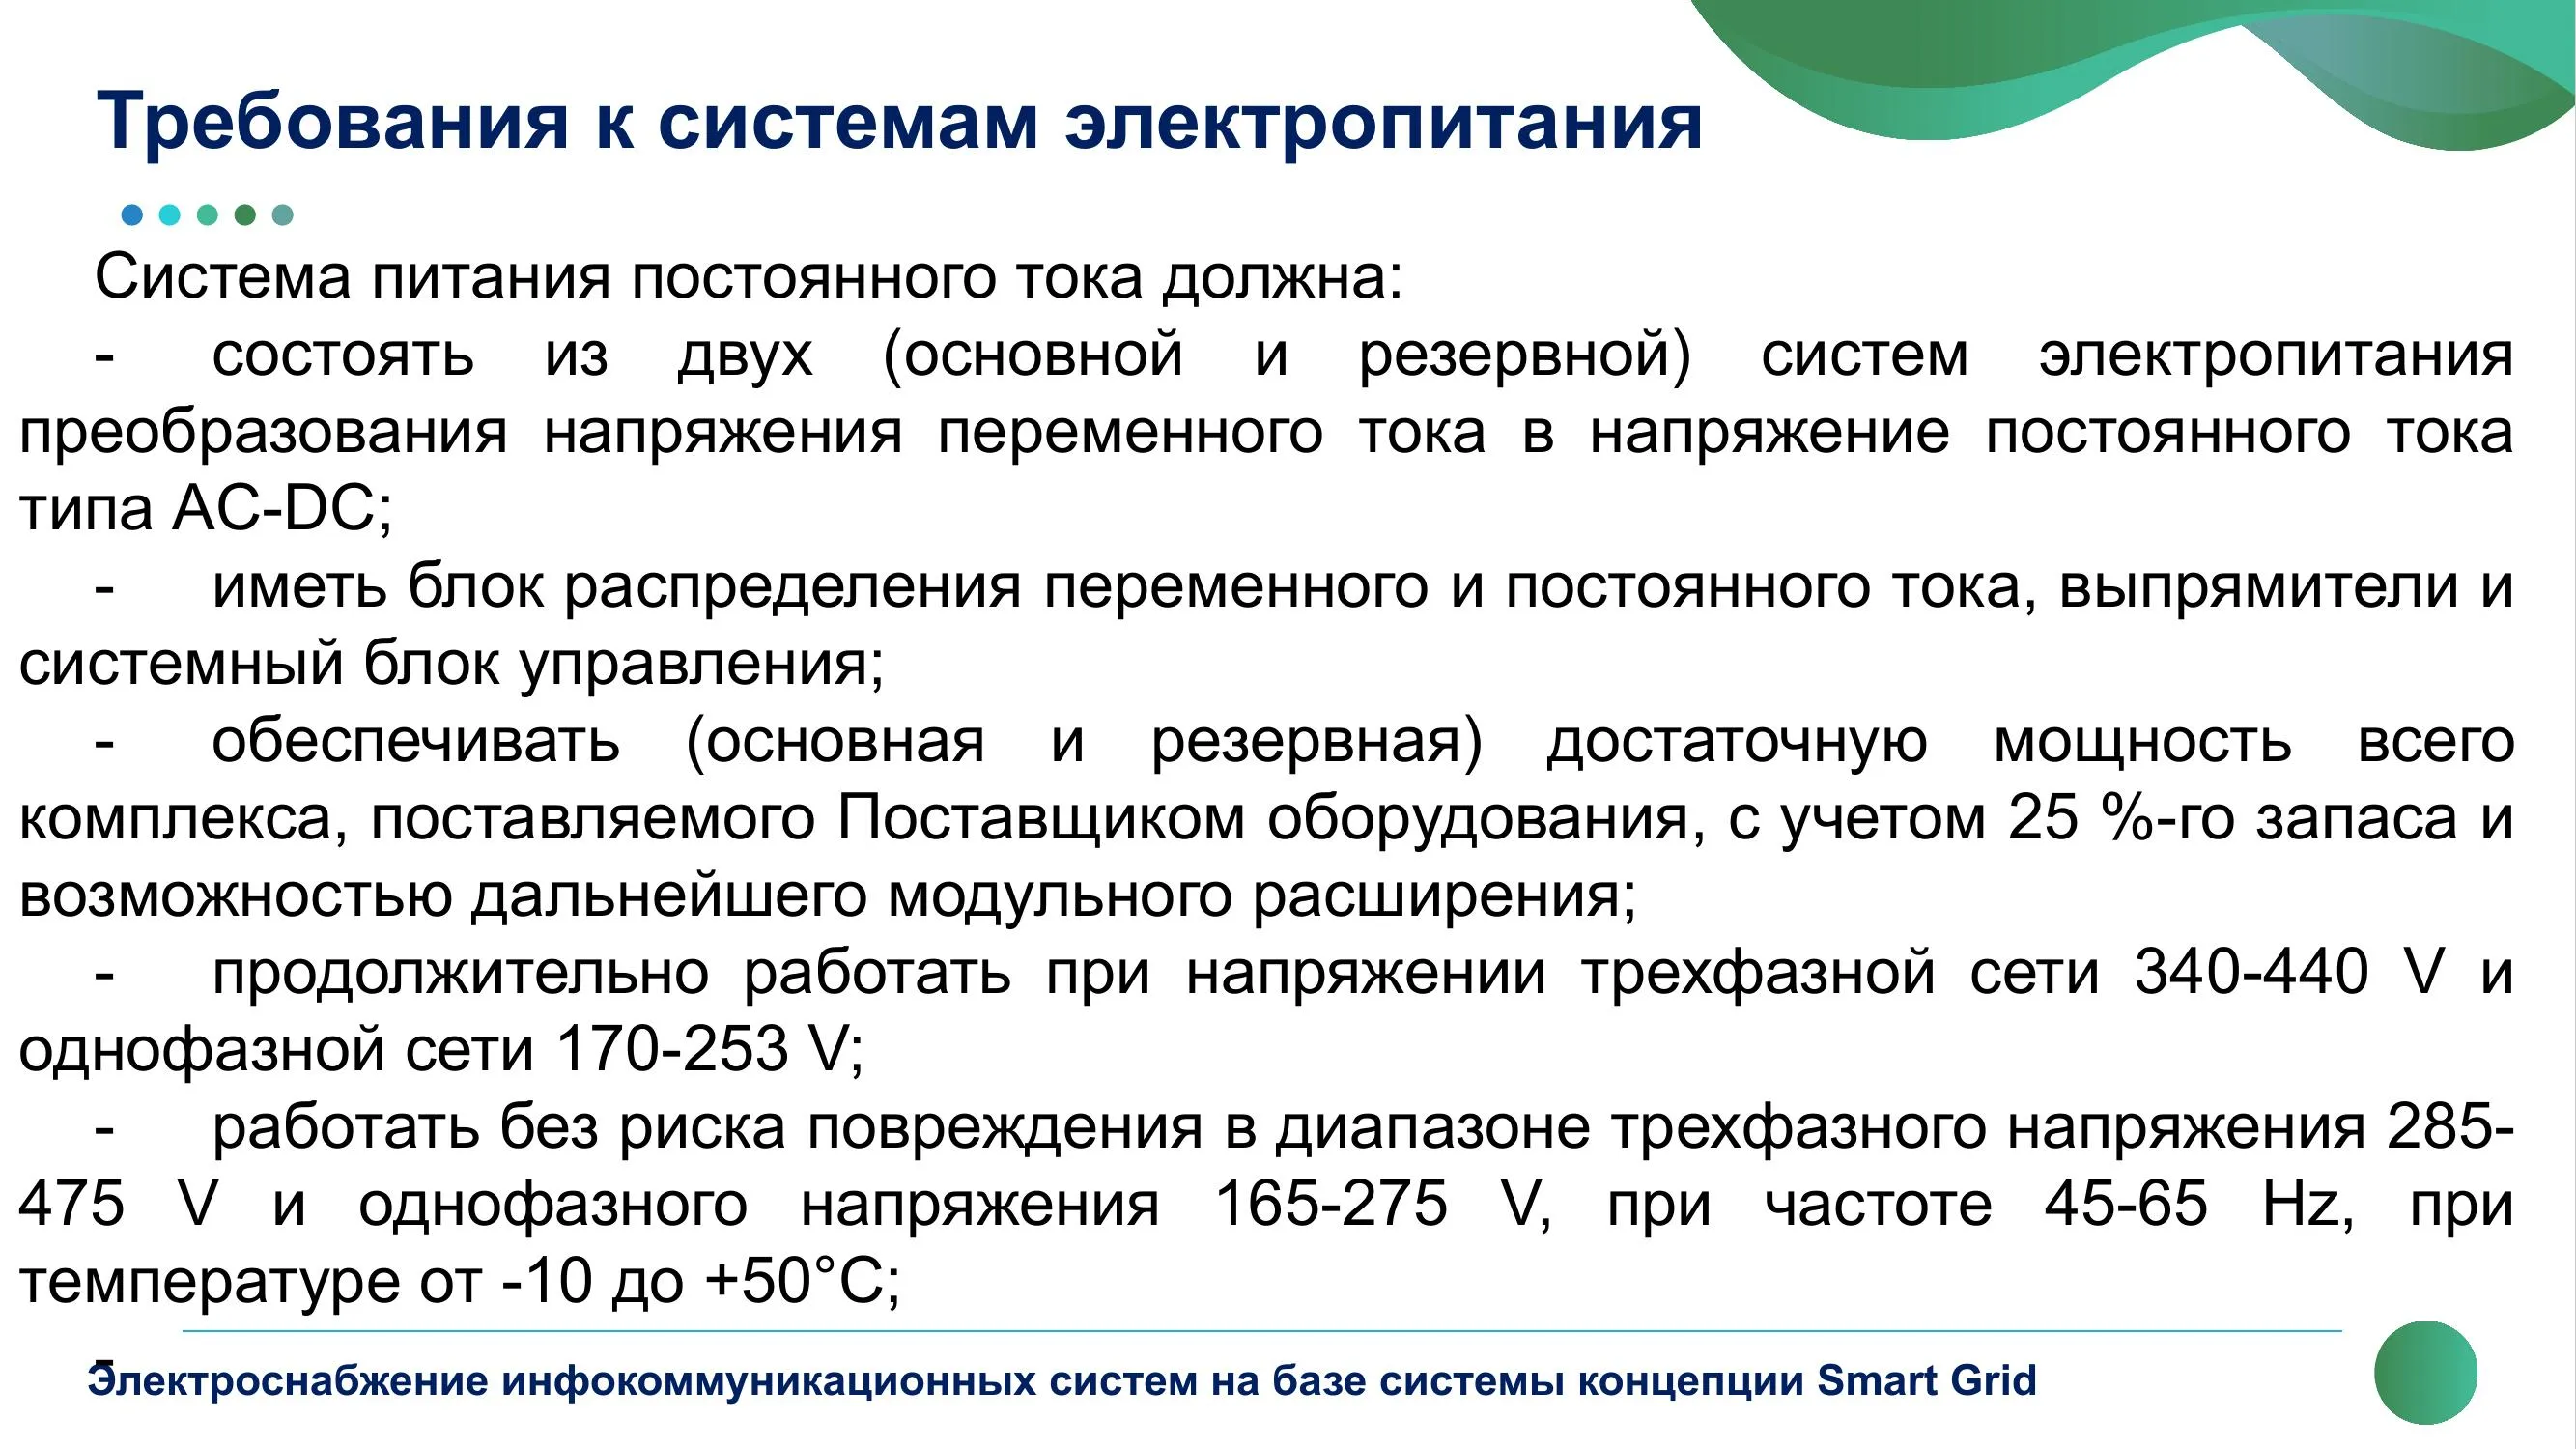 Требования к системам электропитания
Система питания постоянного тока должна:
- состоять из двух (основной и резервной) систем электропитания
преобразования напряжения переменного тока в напряжение постоянного тока
типа AC-DC;
- иметь блок распределения переменного и постоянного тока, выпрямители и
системный блок управления;
- обеспечивать (основная и резервная) достаточную мощность всего
комплекса, поставляемого Поставщиком оборудования, с учетом 25 %-го запаса и
возможностью дальнейшего модульного расширения;
- продолжительно работать при напряжении трехфазной сети 340-440 V и
однофазной сети 170-253 V;
- работать без риска повреждения в диапазоне трехфазного напряжения 285-
475 V и однофазного напряжения 165-275 V, при частоте 45-65 Hz, при
температуре от -10 до +50°С;
-
Электроснабжение инфокоммуникационных систем на базе системы концепции Smart Grid